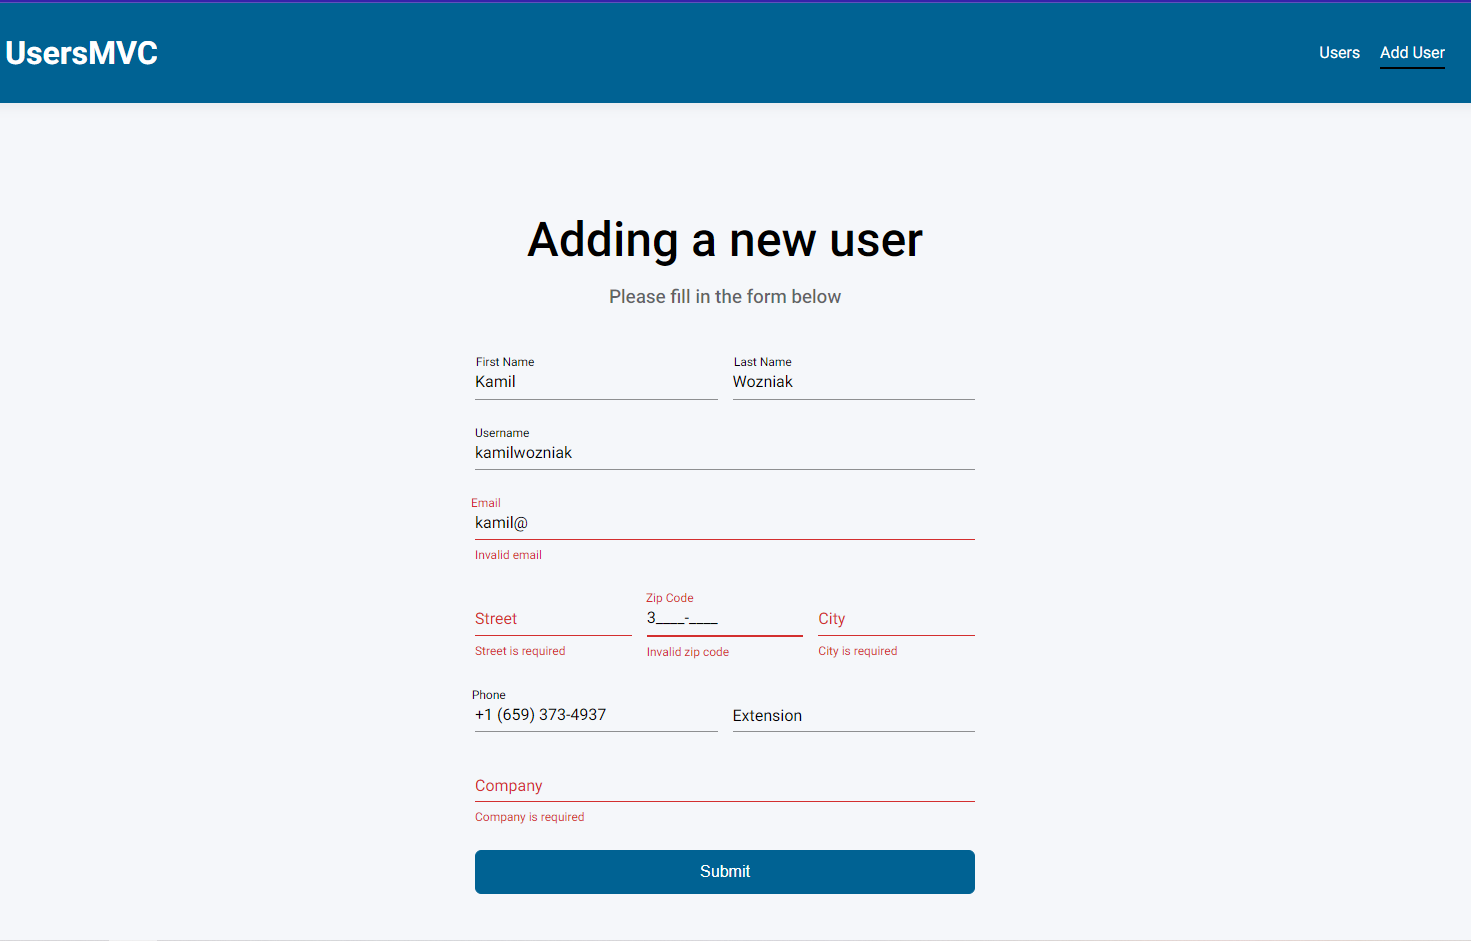 UsersMVC
Users Add User
Adding a new user
Please fill in the form below
First Name Last Name
Kamil Wozniak
Username
kamilwozniak
Email
kamil@
Invalid email
Zip Code
Street 3____-____ City
Street is required Invalid zip code City is required
Phone
+1 (659) 373-4937 Extension
Company
Company is required
Submit